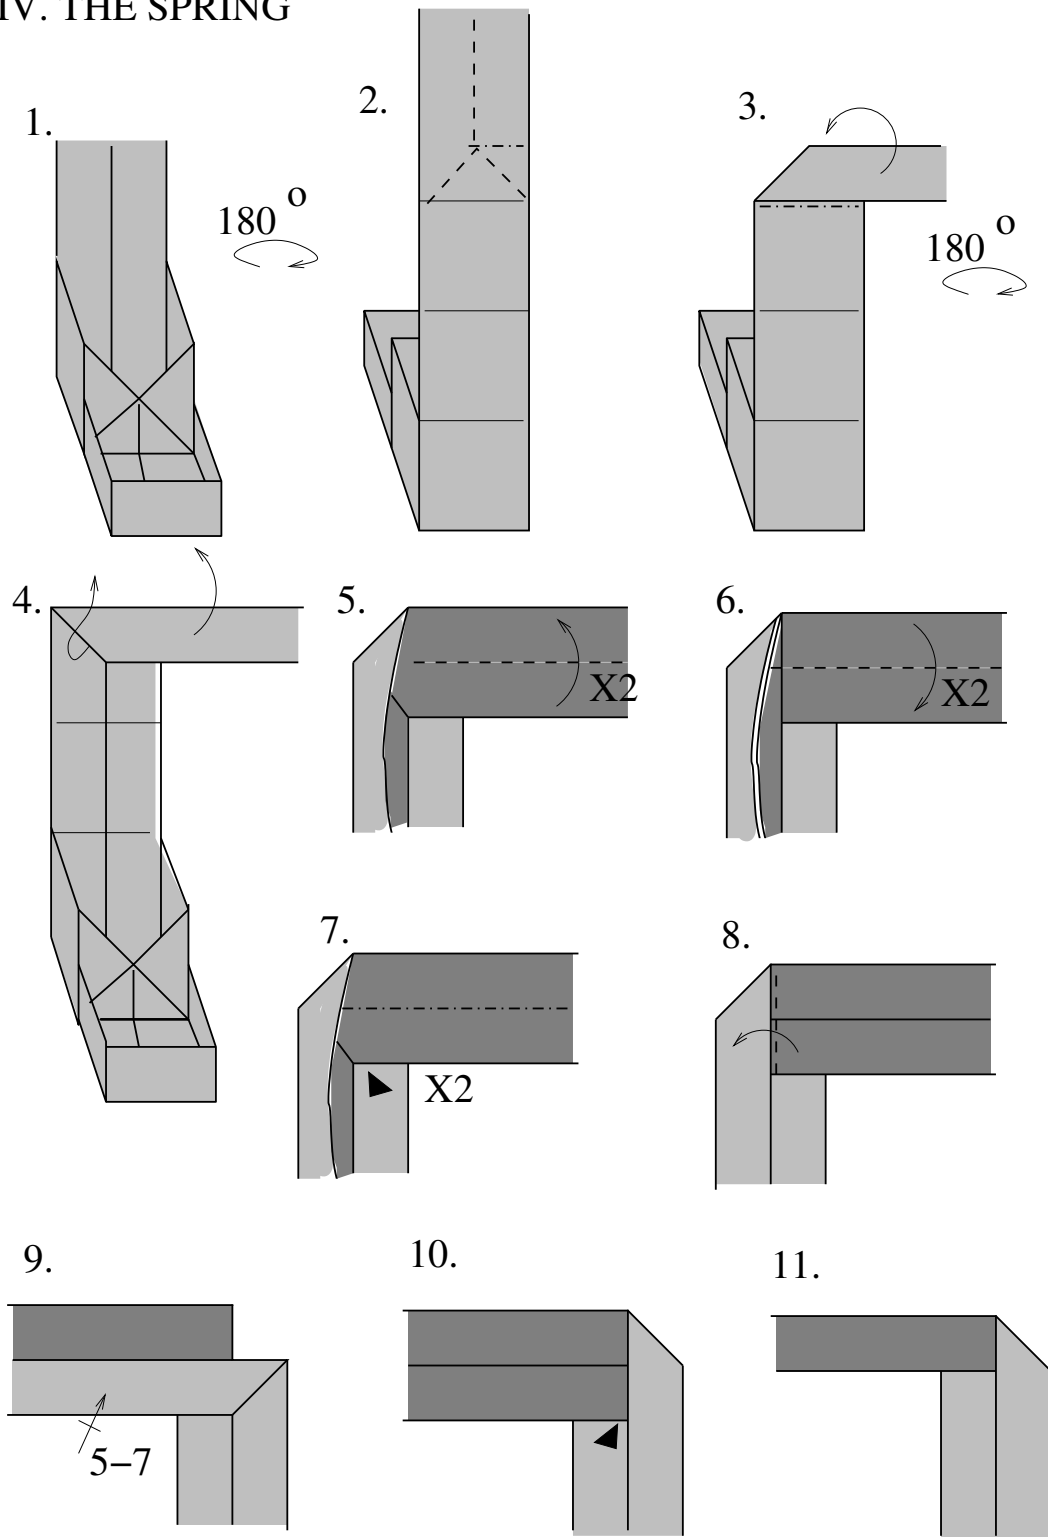 IV. THE SPRING
1.
180 o
2.
3.
180 o
4.
5.
X2
6.
X2
7.
X2
8.
9.
5−7
10.
11.